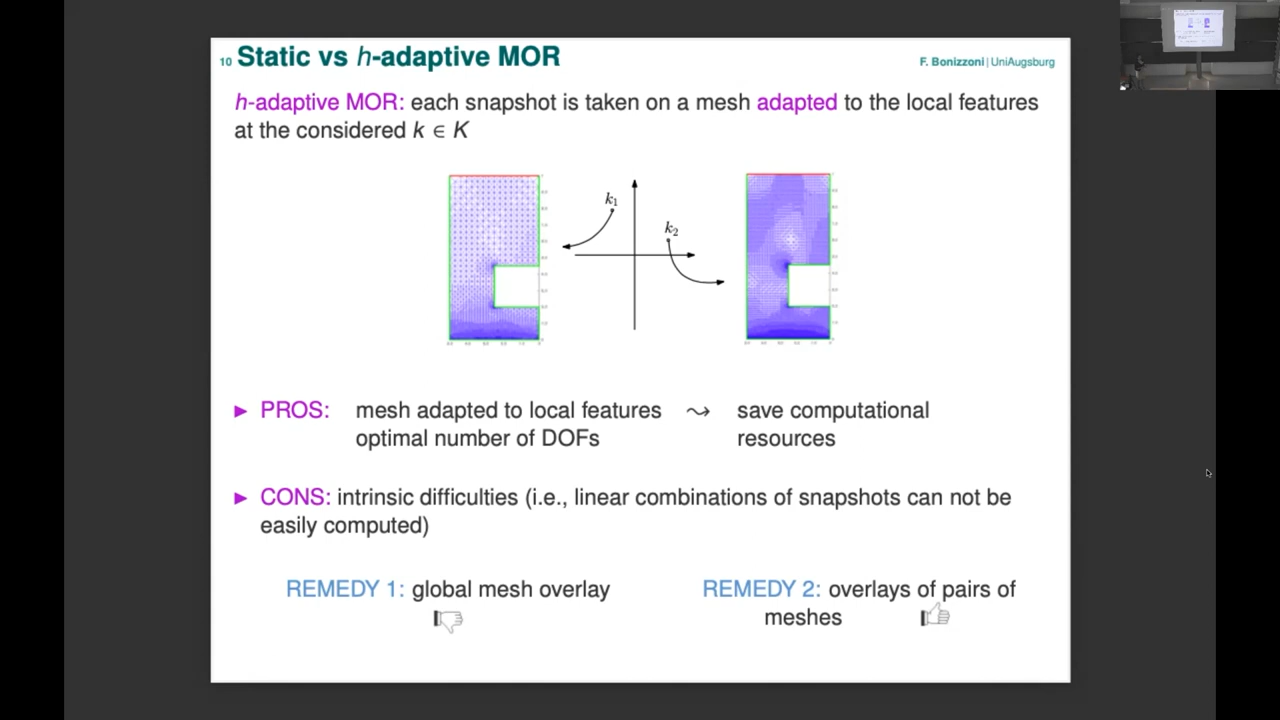 10 Static vs h-adaptive MOR
F. Bonizzoni | UniAugsburg
h-adaptive MOR: each snapshot is taken on a mesh adapted to the local features
at the considered k ∈ K
k₁
k₂
► PROS: mesh adapted to local features ⇝ save computational
optimal number of DOFs resources
► CONS: intrinsic difficulties (i.e., linear combinations of snapshots can not be
easily computed)
REMEDY 1: global mesh overlay
REMEDY 2: overlays of pairs of
meshes